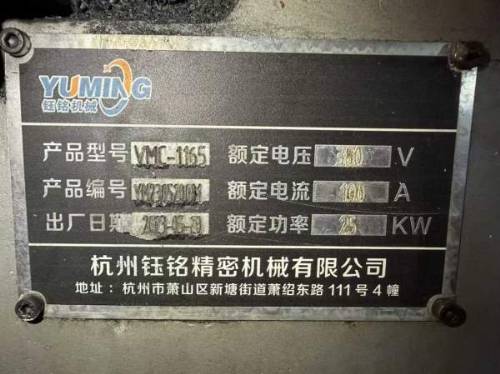 YUMING
钰铭机械
产品型号 VMC-1165 额定电压 V
产品编号 额定电流 100 A
出厂日期 额定功率 25 KW
杭州钰铭精密机械有限公司
地址：杭州市萧山区新塘街道萧绍东路111号4幢